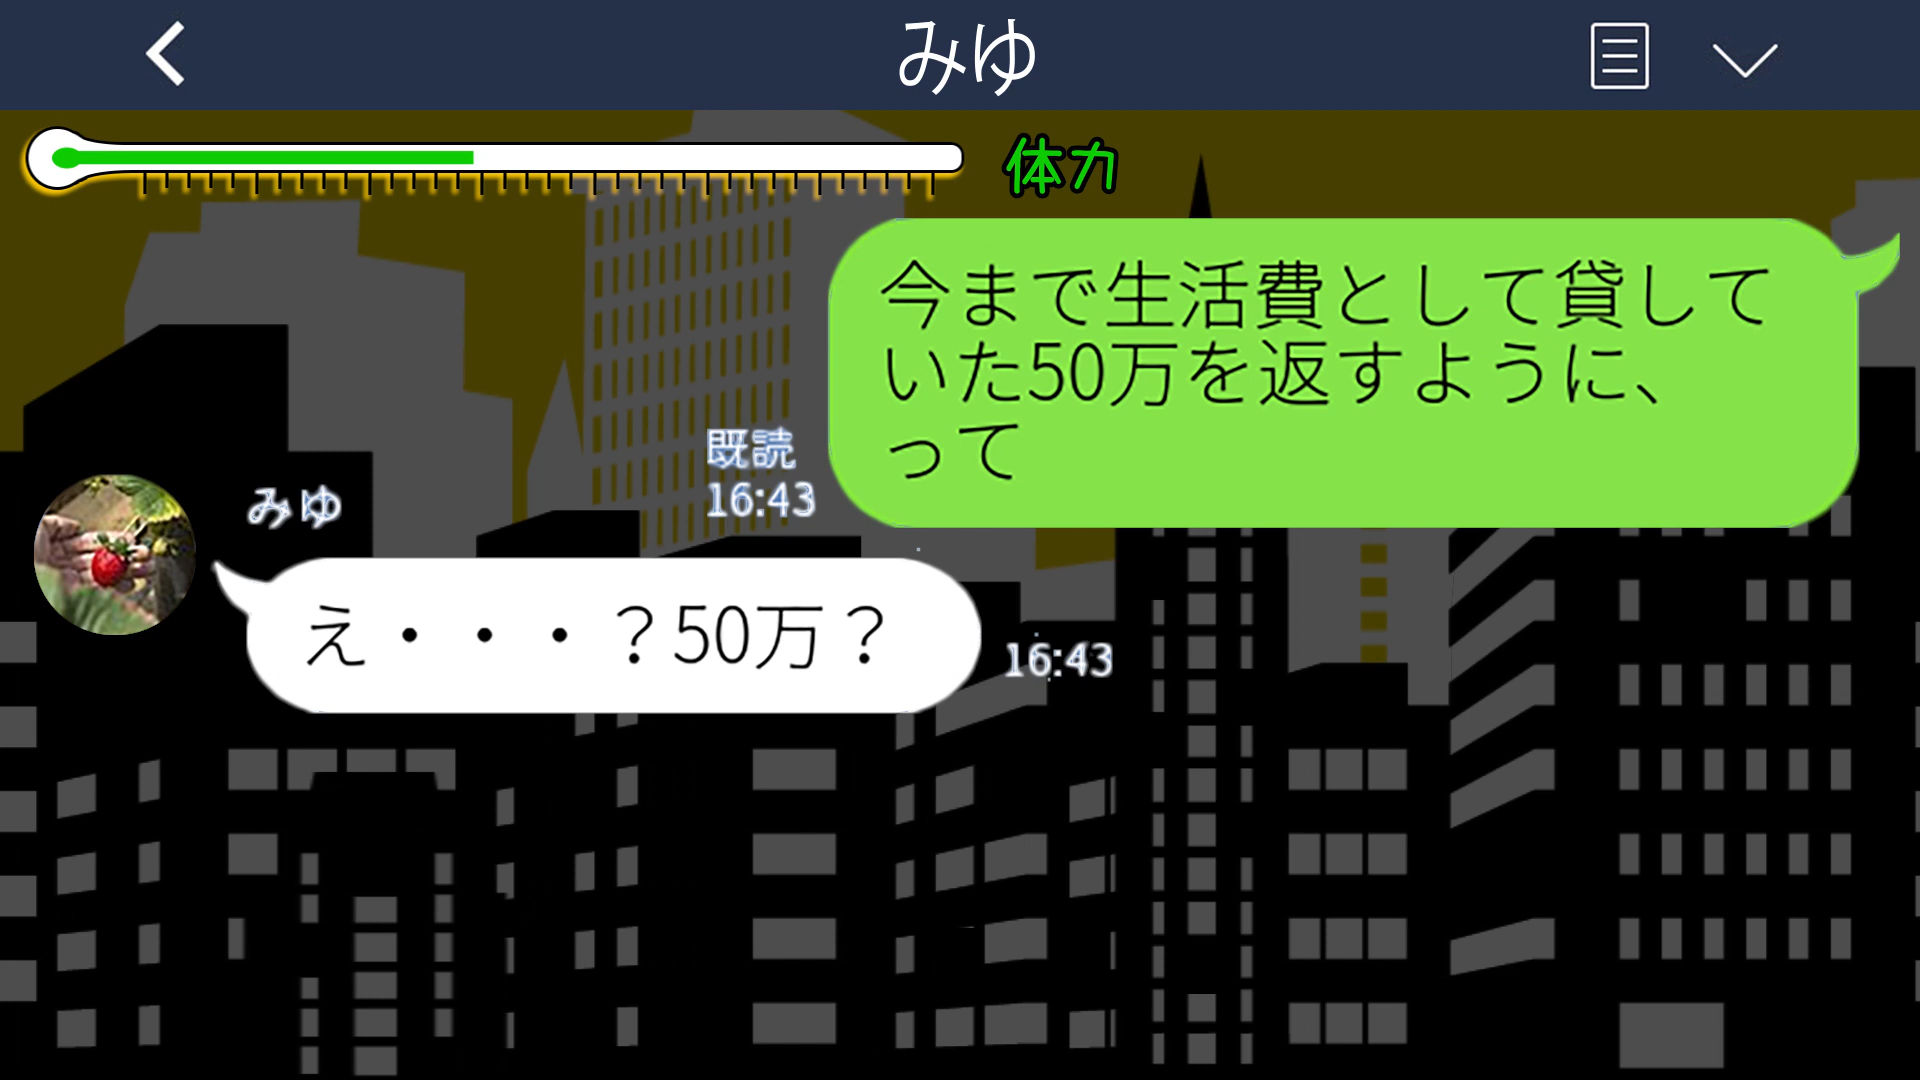 みゆ
体力
今まで生活費として貸して
いた50万を返すように、
って
既読
16:43
みゆ
え・・・？50万？
16:43